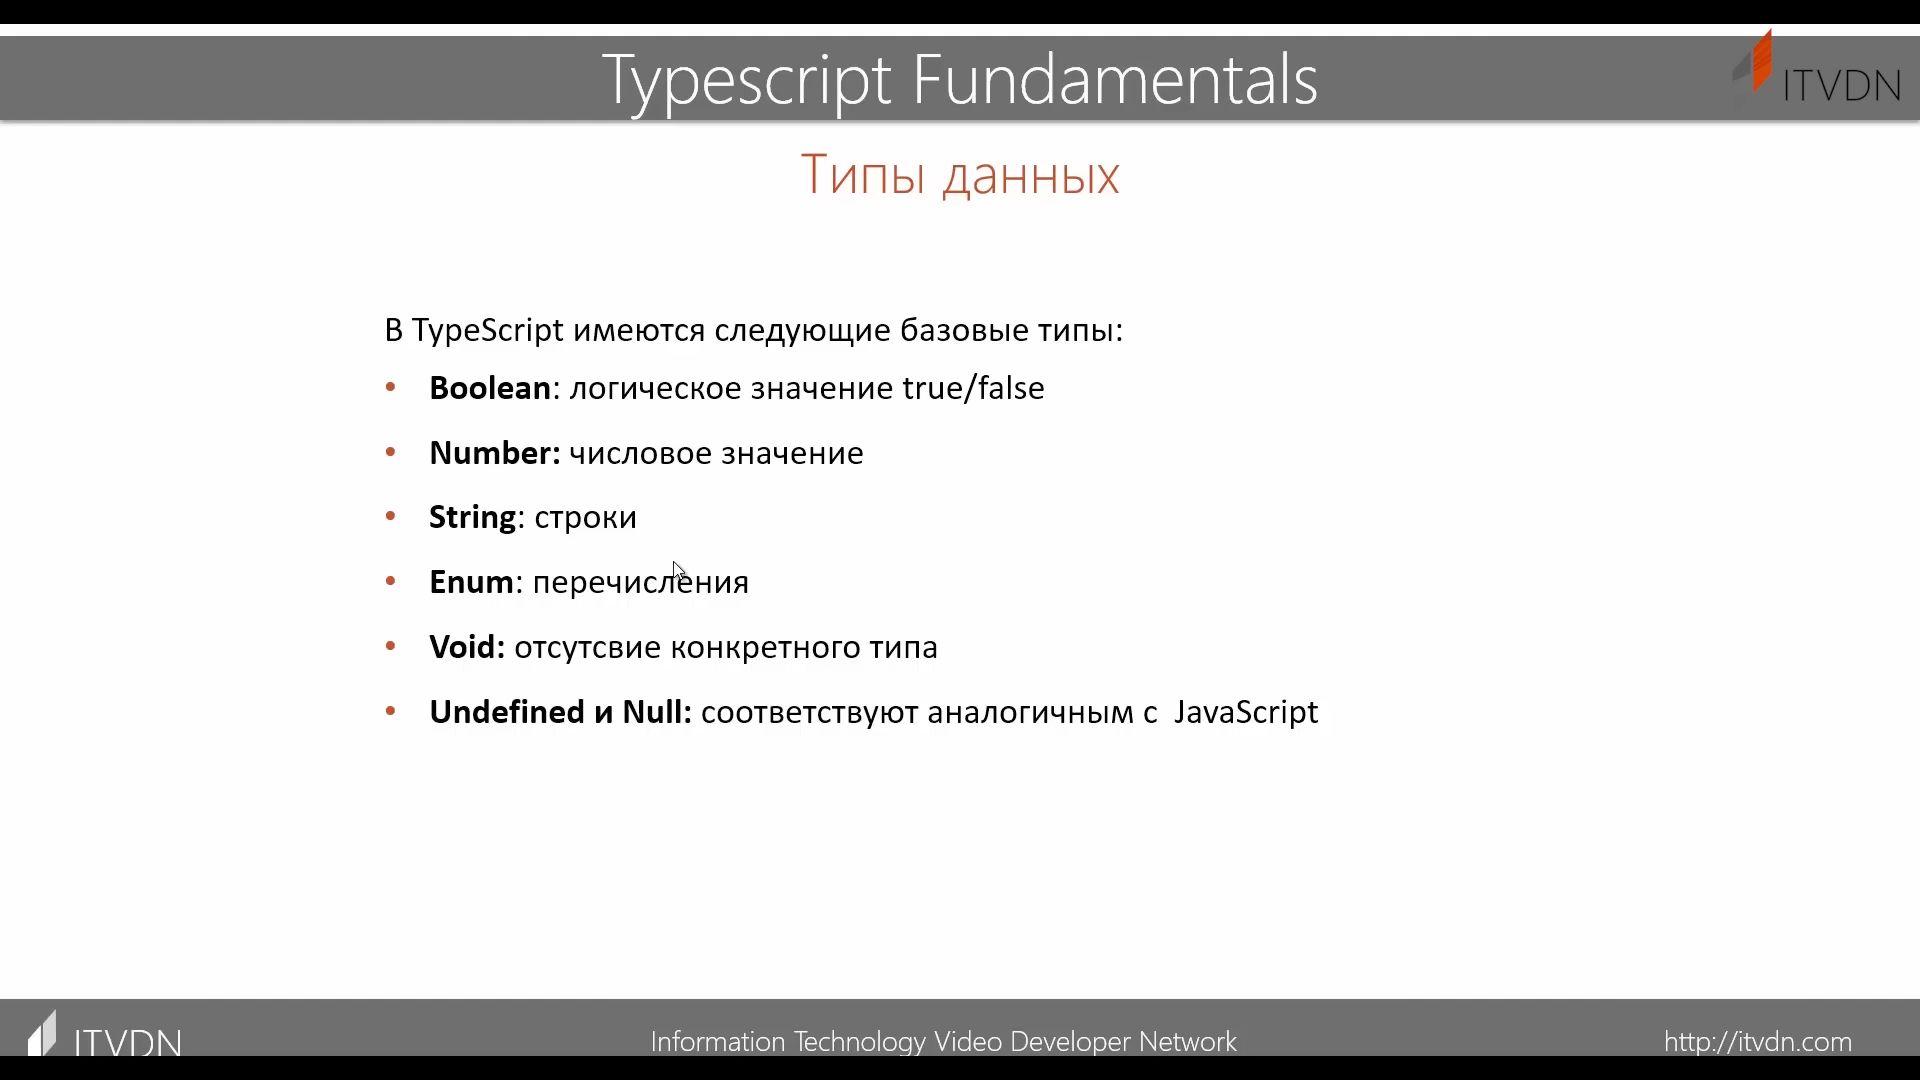 Typescript Fundamentals
ITVDN
Типы данных
В TypeScript имеются следующие базовые типы:
• Boolean: логическое значение true/false
• Number: числовое значение
• String: строки
• Enum: перечисления
• Void: отсутсвие конкретного типа
• Undefined и Null: соответствуют аналогичным с JavaScript
ITVDN
Information Technology Video Developer Network
http://itvdn.com